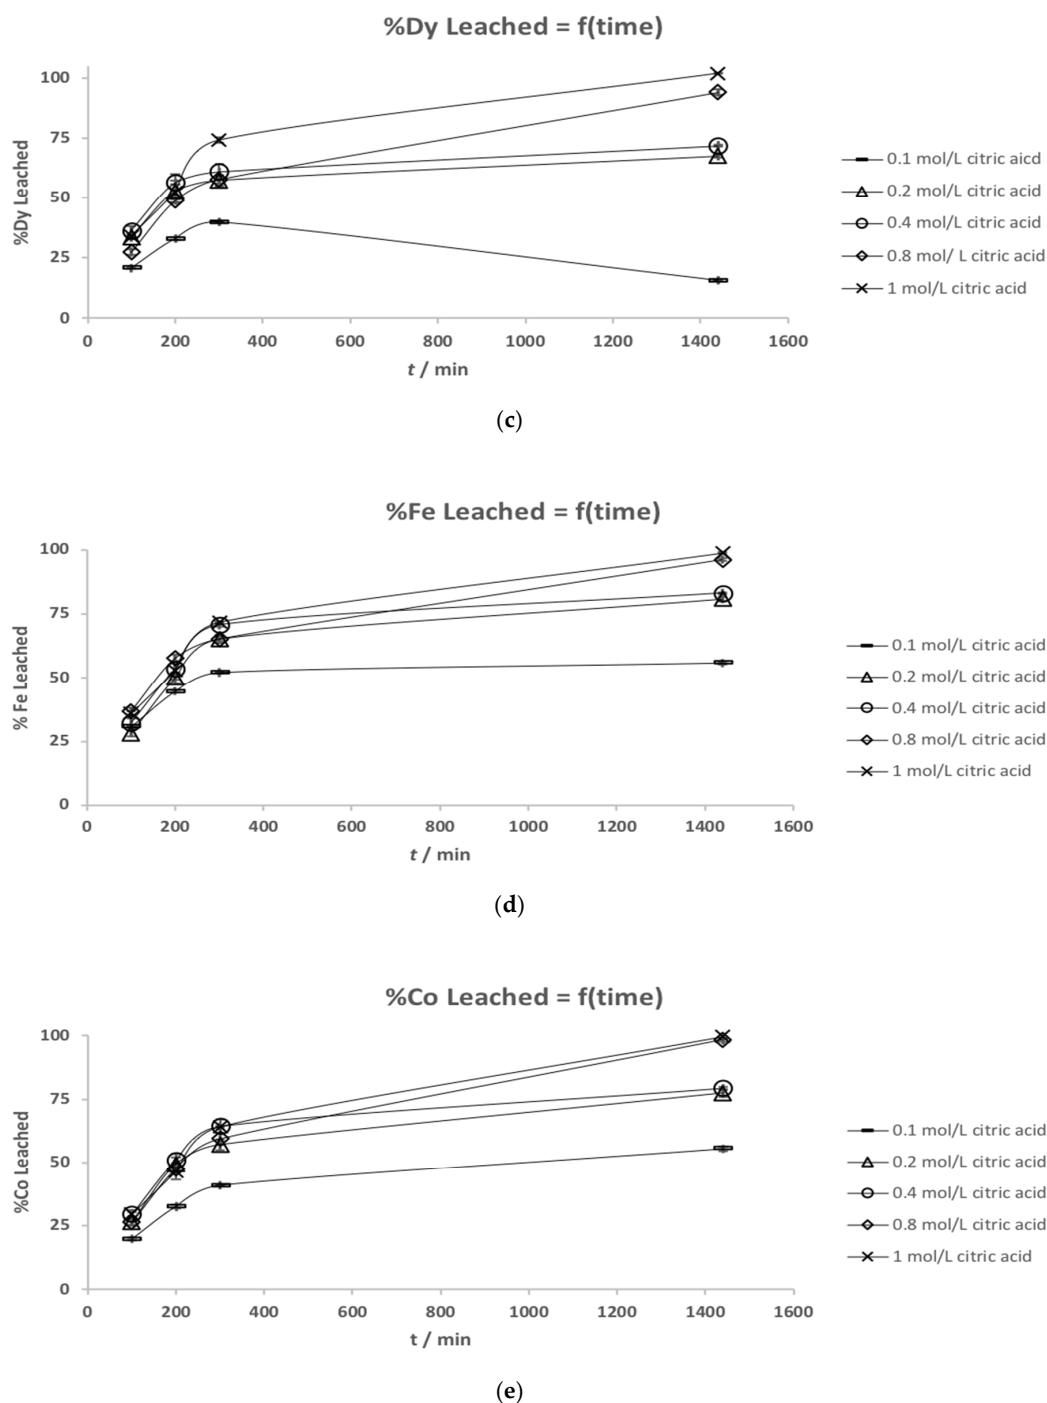 %Dy Leached = f(time)
100
75
50
25
0
%Dy Leached
0 200 400 600 800 1000 1200 1400 1600
t / min
0.1 mol/L citric aicd
0.2 mol/L citric acid
0.4 mol/L citric acid
0.8 mol/ L citric acid
1 mol/L citric acid
(c)
%Fe Leached = f(time)
100
75
50
25
0
% Fe Leached
0 200 400 600 800 1000 1200 1400 1600
t / min
0.1 mol/L citric acid
0.2 mol/L citric acid
0.4 mol/L citric acid
0.8 mol/L citric acid
1 mol/L citric acid
(d)
%Co Leached = f(time)
100
75
50
25
0
%Co Leached
0 200 400 600 800 1000 1200 1400 1600
t / min
0.1 mol/L citric acid
0.2 mol/L citric acid
0.4 mol/L citric acid
0.8 mol/L citric acid
1 mol/L citric acid
(e)